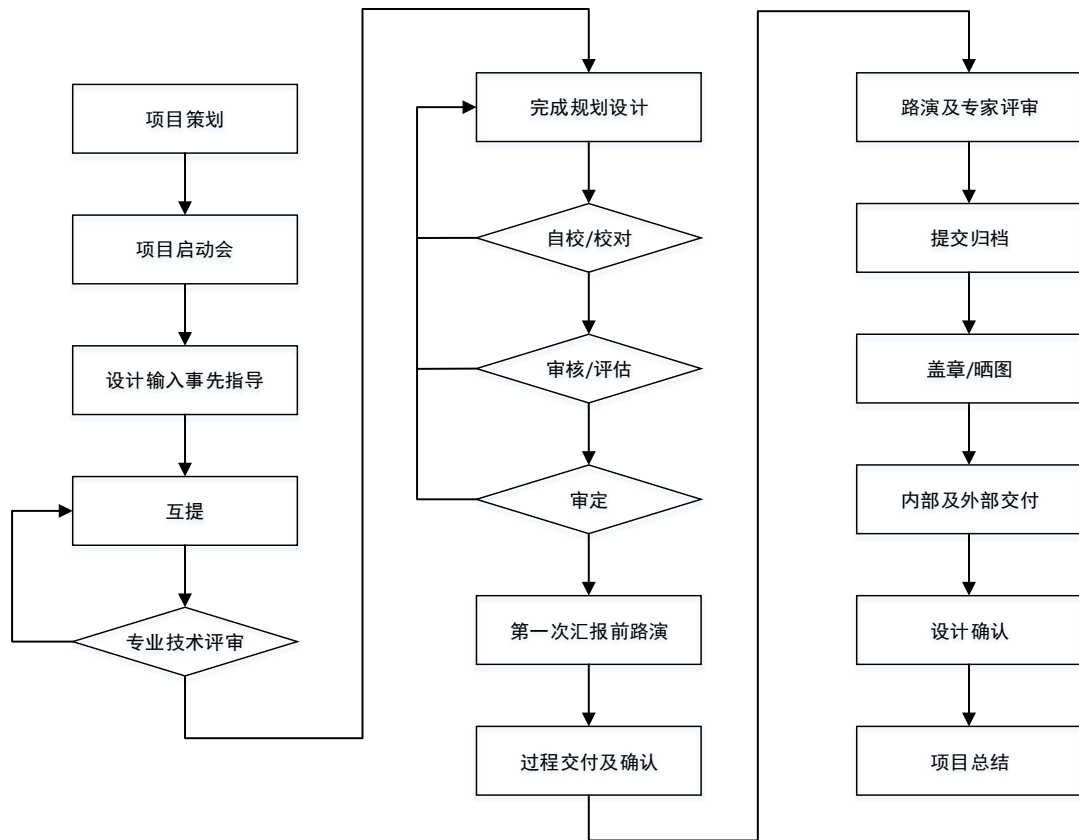 项目策划
项目启动会
设计输入事先指导
互提
专业技术评审
完成规划设计
自校/校对
审核/评估
审定
第一次汇报前路演
过程交付及确认
路演及专家评审
提交归档
盖章/晒图
内部及外部交付
设计确认
项目总结